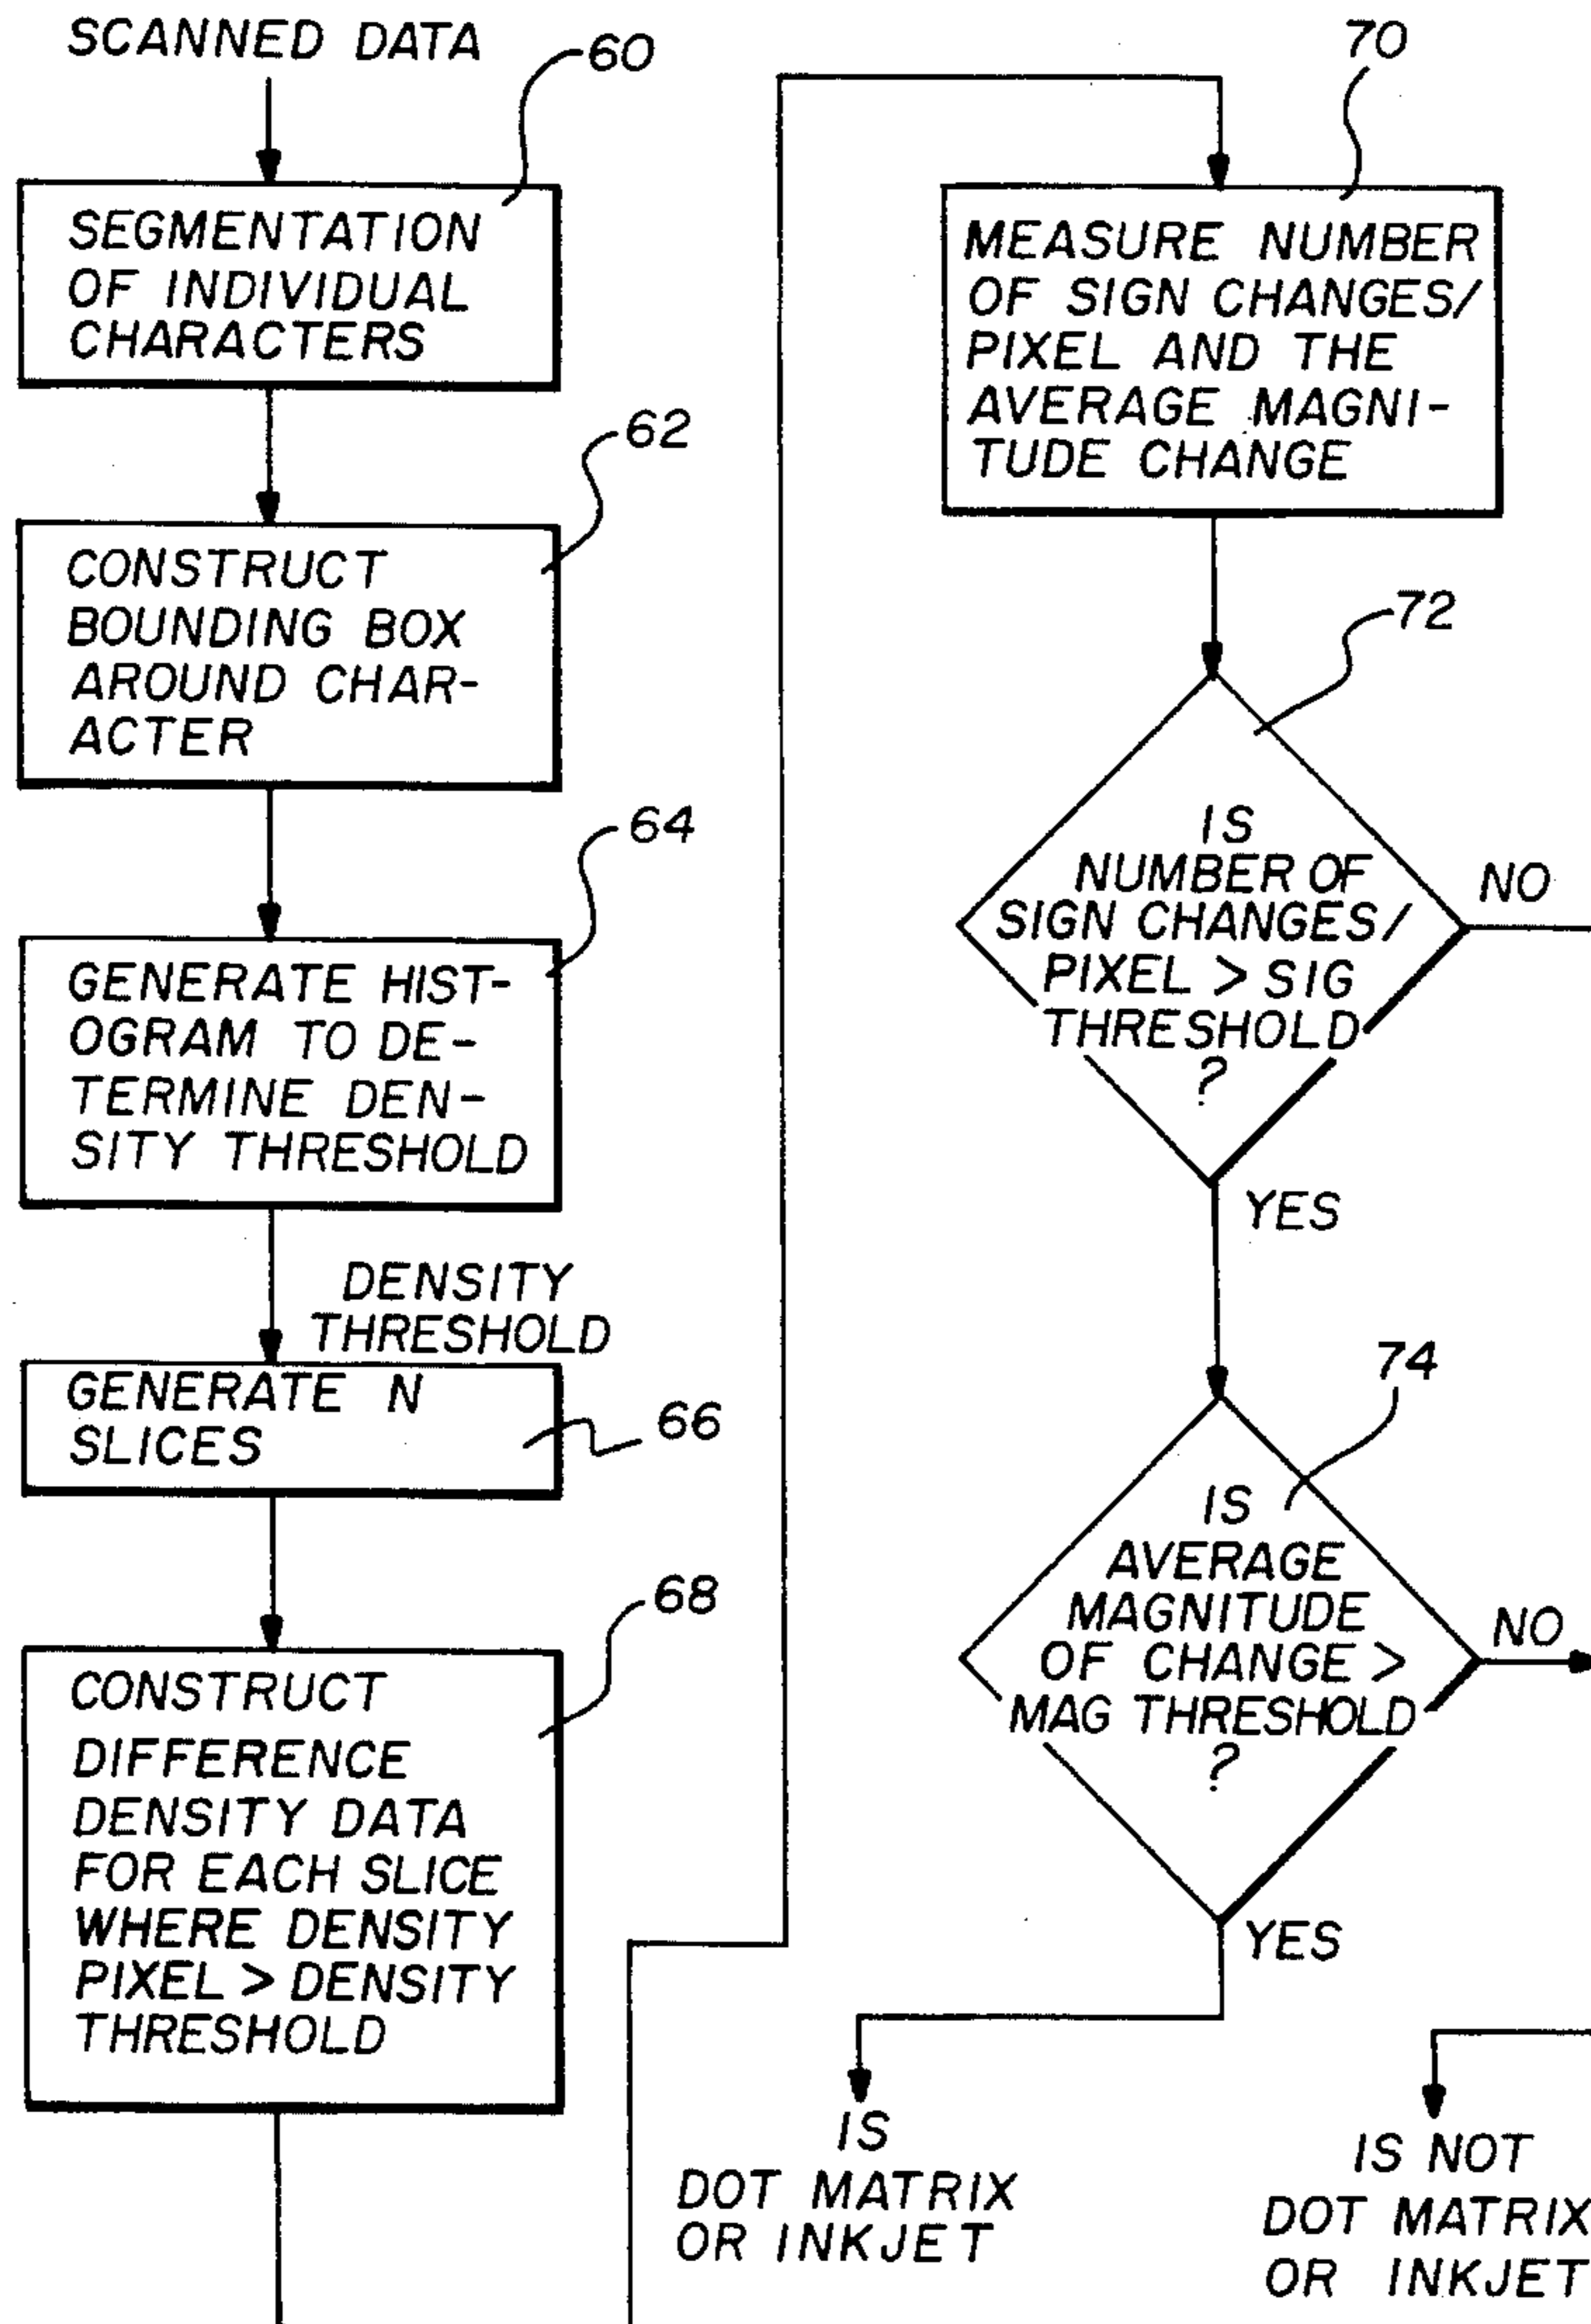 SCANNED DATA
60
SEGMENTATION
OF INDIVIDUAL
CHARACTERS
62
CONSTRUCT
BOUNDING BOX
AROUND CHAR-
ACTER
64
GENERATE HIST-
OGRAM TO DE-
TERMINE DEN-
SITY THRESHOLD
DENSITY
THRESHOLD
GENERATE N
SLICES
66
68
CONSTRUCT
DIFFERENCE
DENSITY DATA
FOR EACH SLICE
WHERE DENSITY
PIXEL > DENSITY
THRESHOLD
70
MEASURE NUMBER
OF SIGN CHANGES/
PIXEL AND THE
AVERAGE MAGNI-
TUDE CHANGE
72
IS
NUMBER OF
SIGN CHANGES/
PIXEL > SIG
THRESHOLD
?
NO
YES
74
IS
AVERAGE
MAGNITUDE
OF CHANGE >
MAG THRESHOLD
?
NO
YES
IS
DOT MATRIX
OR INKJET
IS NOT
DOT MATRIX
OR INKJET